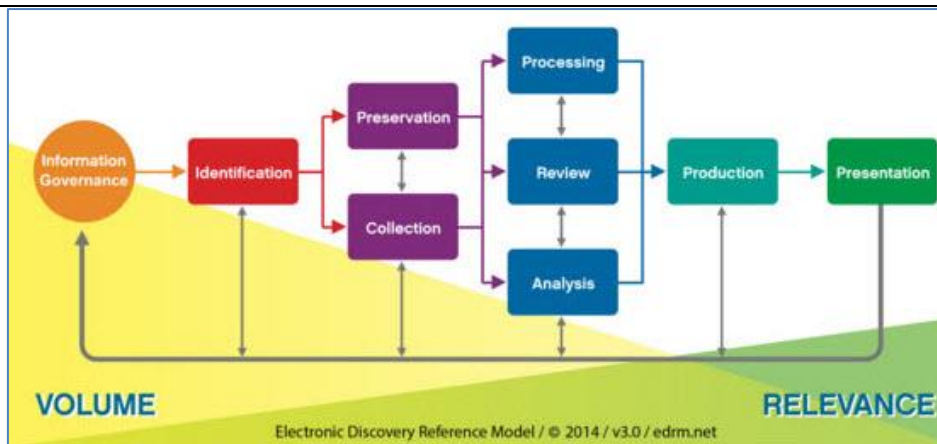 Information
Governance
Identification
Preservation
Collection
Processing
Review
Analysis
Production
Presentation
VOLUME
RELEVANCE
Electronic Discovery Reference Model / © 2014 / v3.0 / edrm.net